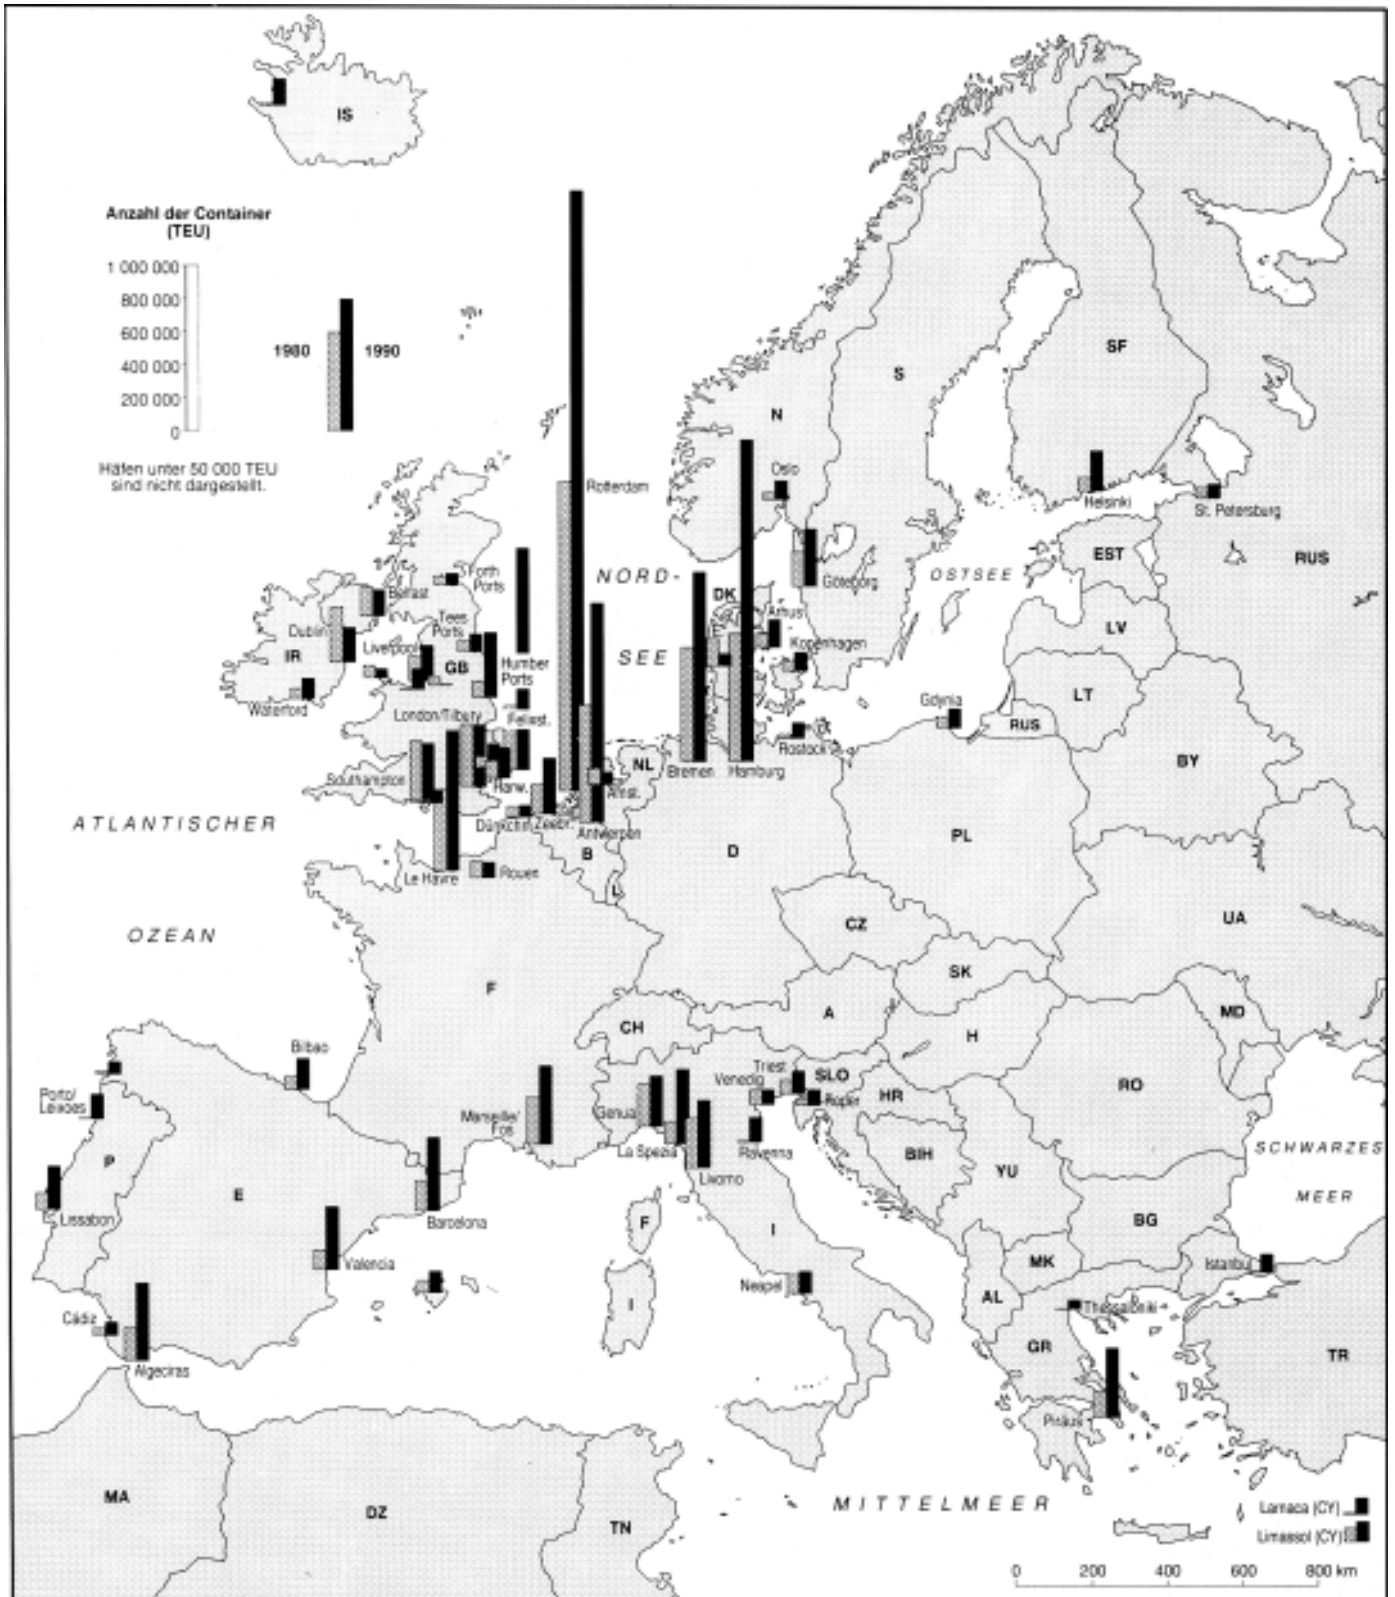 IS
Anzahl der Container
(TEU)
1 000 000
800 000
600 000
400 000
200 000
0
1980
1990
Häfen unter 50 000 TEU
sind nicht dargestellt.
SF
S
N
Oslo
Helsinki
St. Petersburg
Rotterdam
RUS
EST
NORD-
OSTSEE
Göteborg
Forth
Ports
DK
Belfast
Arhus
Tees
Ports
Dublin
LV
Liverpool
Kopenhagen
IR
SEE
GB
Humber
Ports
LT
Waterford
Gdynia
London/Tilbury
Felixst.
RUS
Rostock
BY
NL
Bremen
Hamburg
Southampton
Harw.
Amst.
ATLANTISCHER
Dünkchn
Zeebr.
Antwerpen
PL
B
D
Le Havre
Rouen
L
UA
CZ
OZEAN
SK
F
MD
A
CH
H
Bilbao
Triest
SLO
Venedig
RO
Porto/
Leixoes
HR
Koper
Genua
Marseille/
Fos
La Spezia
Ravenna
BIH
SCHWARZES
P
Livorno
YU
E
MEER
Lissabon
Barcelona
F
BG
I
Valencia
MK
Istanbul
Neapel
AL
I
Thessaloniki
Cádiz
GR
TR
Algeciras
Piräus
MA
DZ
MITTELMEER
Larnaca (CY)
TN
Limassol (CY)
0
200
400
600
800 km